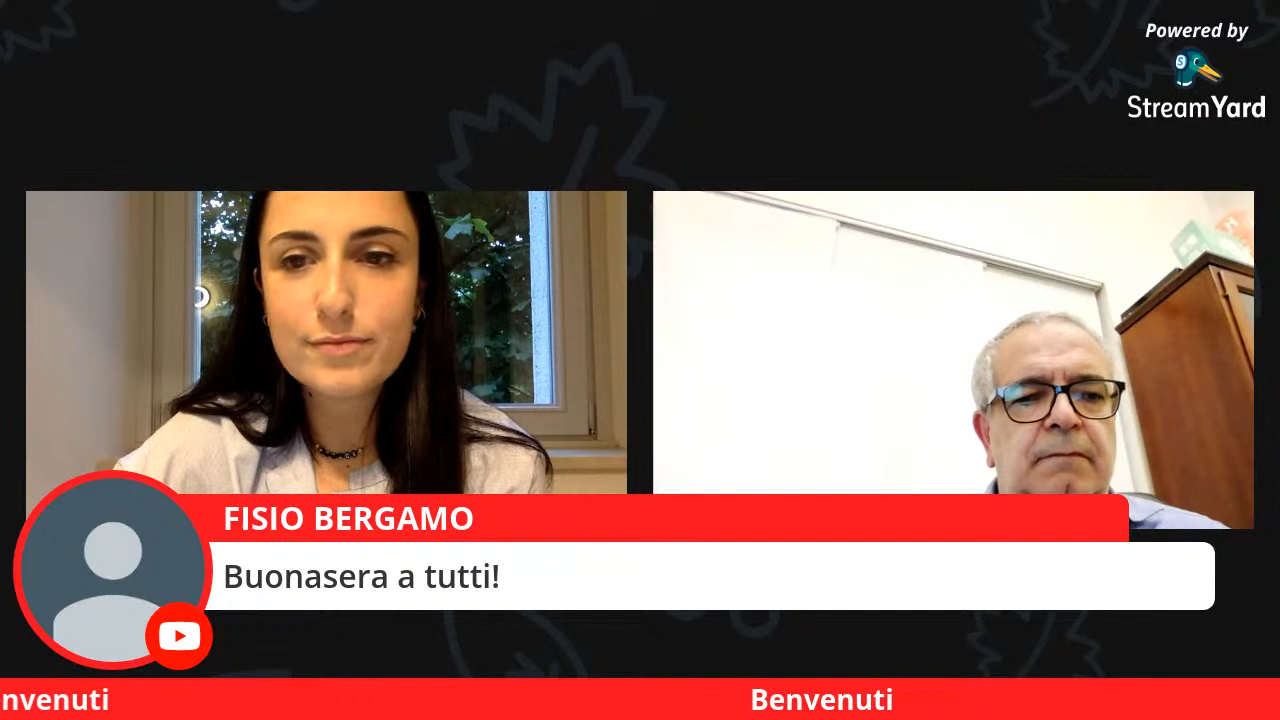 Powered by
StreamYard
FISIO BERGAMO
Buonasera a tutti!
nvenuti
Benvenuti